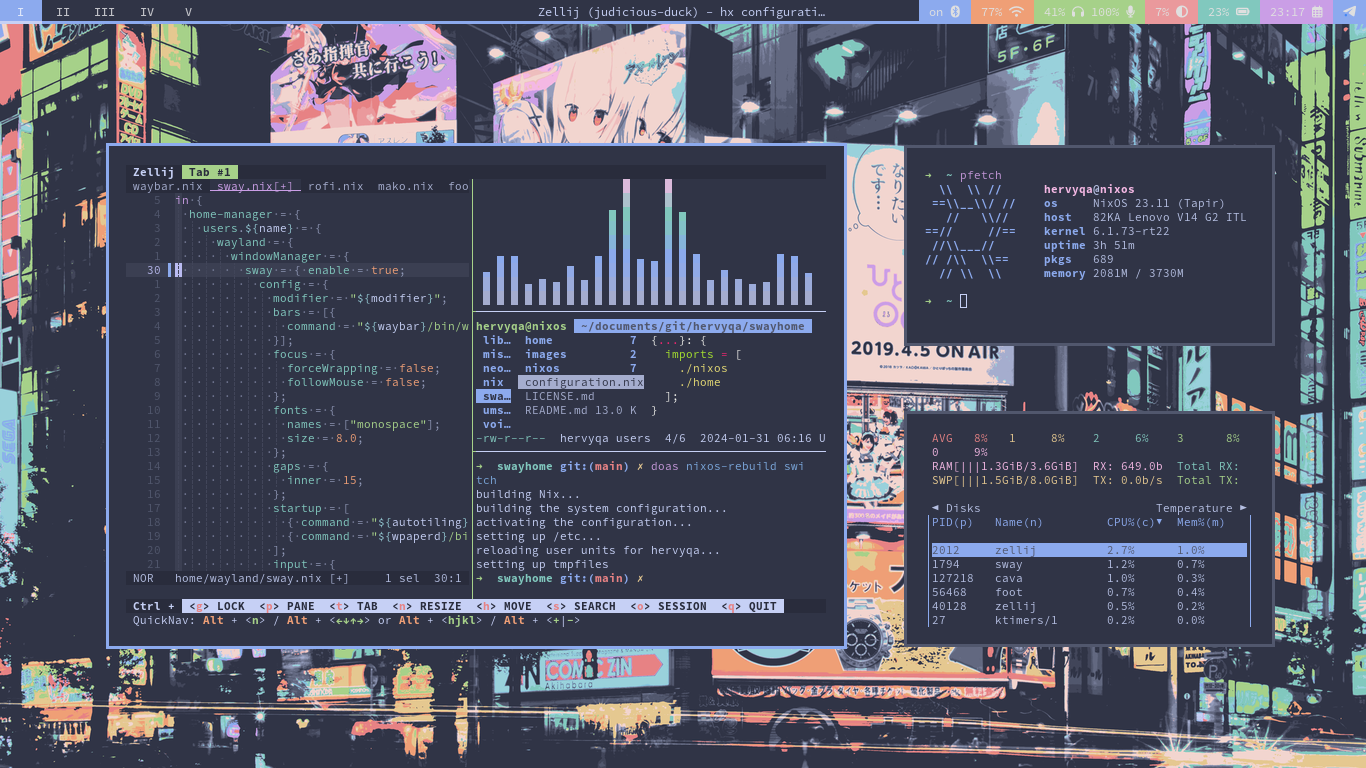 I II III IV V Zellij (judicious-duck) - hx configurati… on 77% 41% 100% 7% 23% 23:17
さあ指揮官、
共に行こう!
店
5F・6F
なりたい
です…
2019.4.5 ON AIR
Zellij Tab #1
waybar.nix sway.nix[+] rofi.nix mako.nix foo
5 in·{
4 ·home-manager·=·{
3 users.${name}·=·{
2 wayland·=·{
1 windowManager·=·{
30 sway·=·{·enable·=·true;
1 config·=·{
2 modifier·=·"${modifier}";
3 bars·=·[{
4 command·=·"${waybar}/bin/w
5 }];
6 focus·=·{
7 forceWrapping·=·false;
8 followMouse·=·false;
9 };
10 fonts·=·{
11 names·=·["monospace"];
12 size·=·8.0;
13 };
14 gaps·=·{
15 inner·=·15;
16 };
17 startup·=·[
18 {·command·=·"${autotiling}
19 {·command·=·"${wpaperd}/bi
20 ];
21 input·=·{
NOR home/wayland/sway.nix [+] 1 sel 30:1
hervyqa@nixos ~/documents/git/hervyqa/swayhome
lib… home 7 {...}: {
mis… images 2 imports = [
neo… nixos 7 ./nixos
nix configuration.nix ./home
swa… LICENSE.md ];
ums… README.md 13.0 K }
voi…
-rw-r--r-- hervyqa users 4/6 2024-01-31 06:16 U
→ swayhome git:(main) ✗ doas nixos-rebuild swi
tch
building Nix...
building the system configuration...
activating the configuration...
setting up /etc...
reloading user units for hervyqa...
setting up tmpfiles
→ swayhome git:(main) ✗
Ctrl + <g> LOCK <p> PANE <t> TAB <n> RESIZE <h> MOVE <s> SEARCH <o> SESSION <q> QUIT
QuickNav: Alt + <n> / Alt + <←↓↑→> or Alt + <hjkl> / Alt + <+|->
→ ~ pfetch
\\ \\ //
==\\__\\/ //
// \\//
==// //==
//\\___//
// /\\ \\==
// \\ \\
hervyqa@nixos
os NixOS 23.11 (Tapir)
host 82KA Lenovo V14 G2 ITL
kernel 6.1.73-rt22
uptime 3h 51m
pkgs 689
memory 2081M / 3730M
→ ~
AVG 8% 1 8% 2 6% 3 8%
0 9%
RAM[|||1.3GiB/3.6GiB] RX: 649.0b Total RX:
SWP[|||1.5GiB/8.0GiB] TX: 0.0b/s Total TX:
◄ Disks Temperature ►
PID(p) Name(n) CPU%(c)▼ Mem%(m)
2012 zellij 2.7% 1.0%
1794 sway 1.2% 0.7%
127218 cava 1.0% 0.3%
56468 foot 0.7% 0.4%
40128 zellij 0.5% 0.2%
27 ktimers/1 0.2% 0.0%
COMIC ZIN
Akihabara